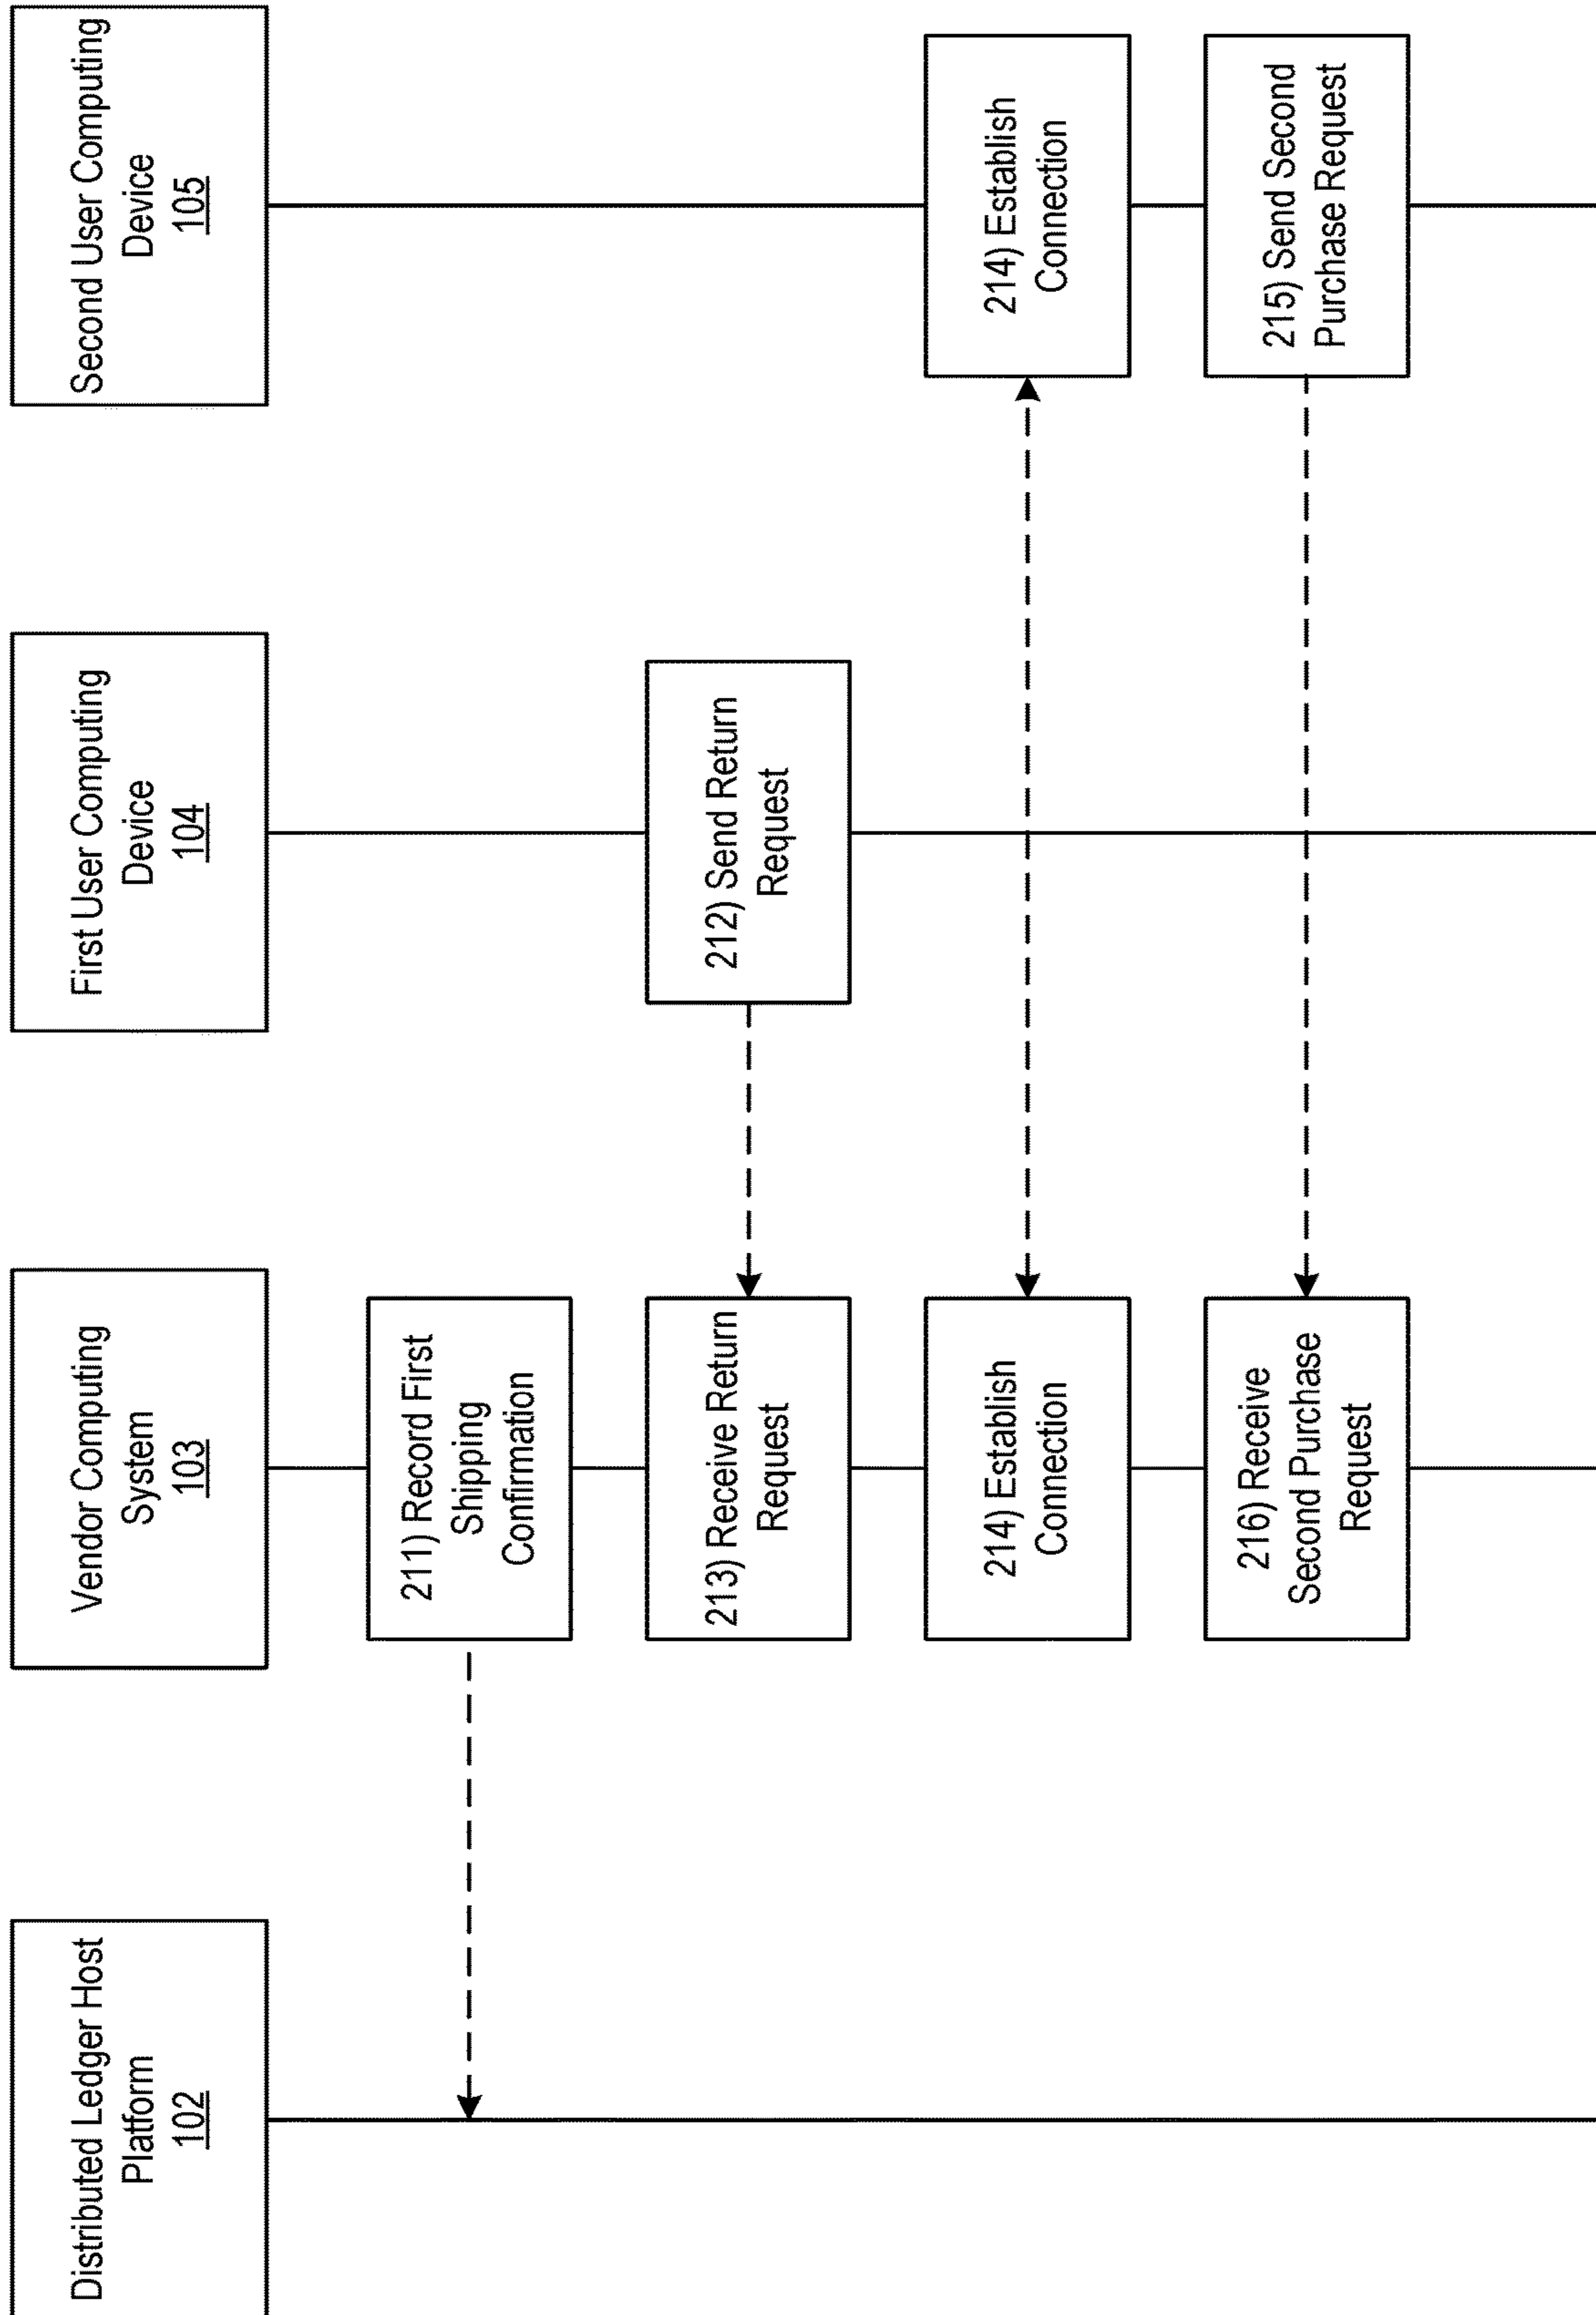 Distributed Ledger Host
Platform
102
Vendor Computing
System
103
First User Computing
Device
104
Second User Computing
Device
105
211) Record First
Shipping
Confirmation
213) Receive Return
Request
212) Send Return
Request
214) Establish
Connection
214) Establish
Connection
216) Receive
Second Purchase
Request
215) Send Second
Purchase Request